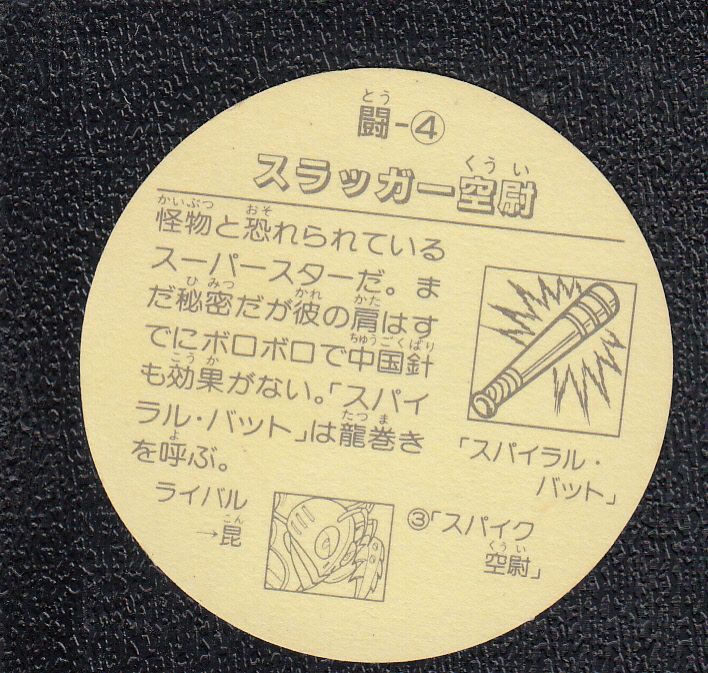 とう
闘-④
くうい
スラッガー空尉
かいぶつ おそ
怪物と恐れられている
スーパースターだ。ま
ひみつ かれ かた
だ秘密だが彼の肩はす
ちゅうごくばり
でにボロボロで中国針
こうか
も効果がない。「スパイ
たつま
ラル・バット」は龍巻き
よ
を呼ぶ。
「スパイラル・
バット」
ライバル
こん
→昆
③「スパイク
くうい
空尉」